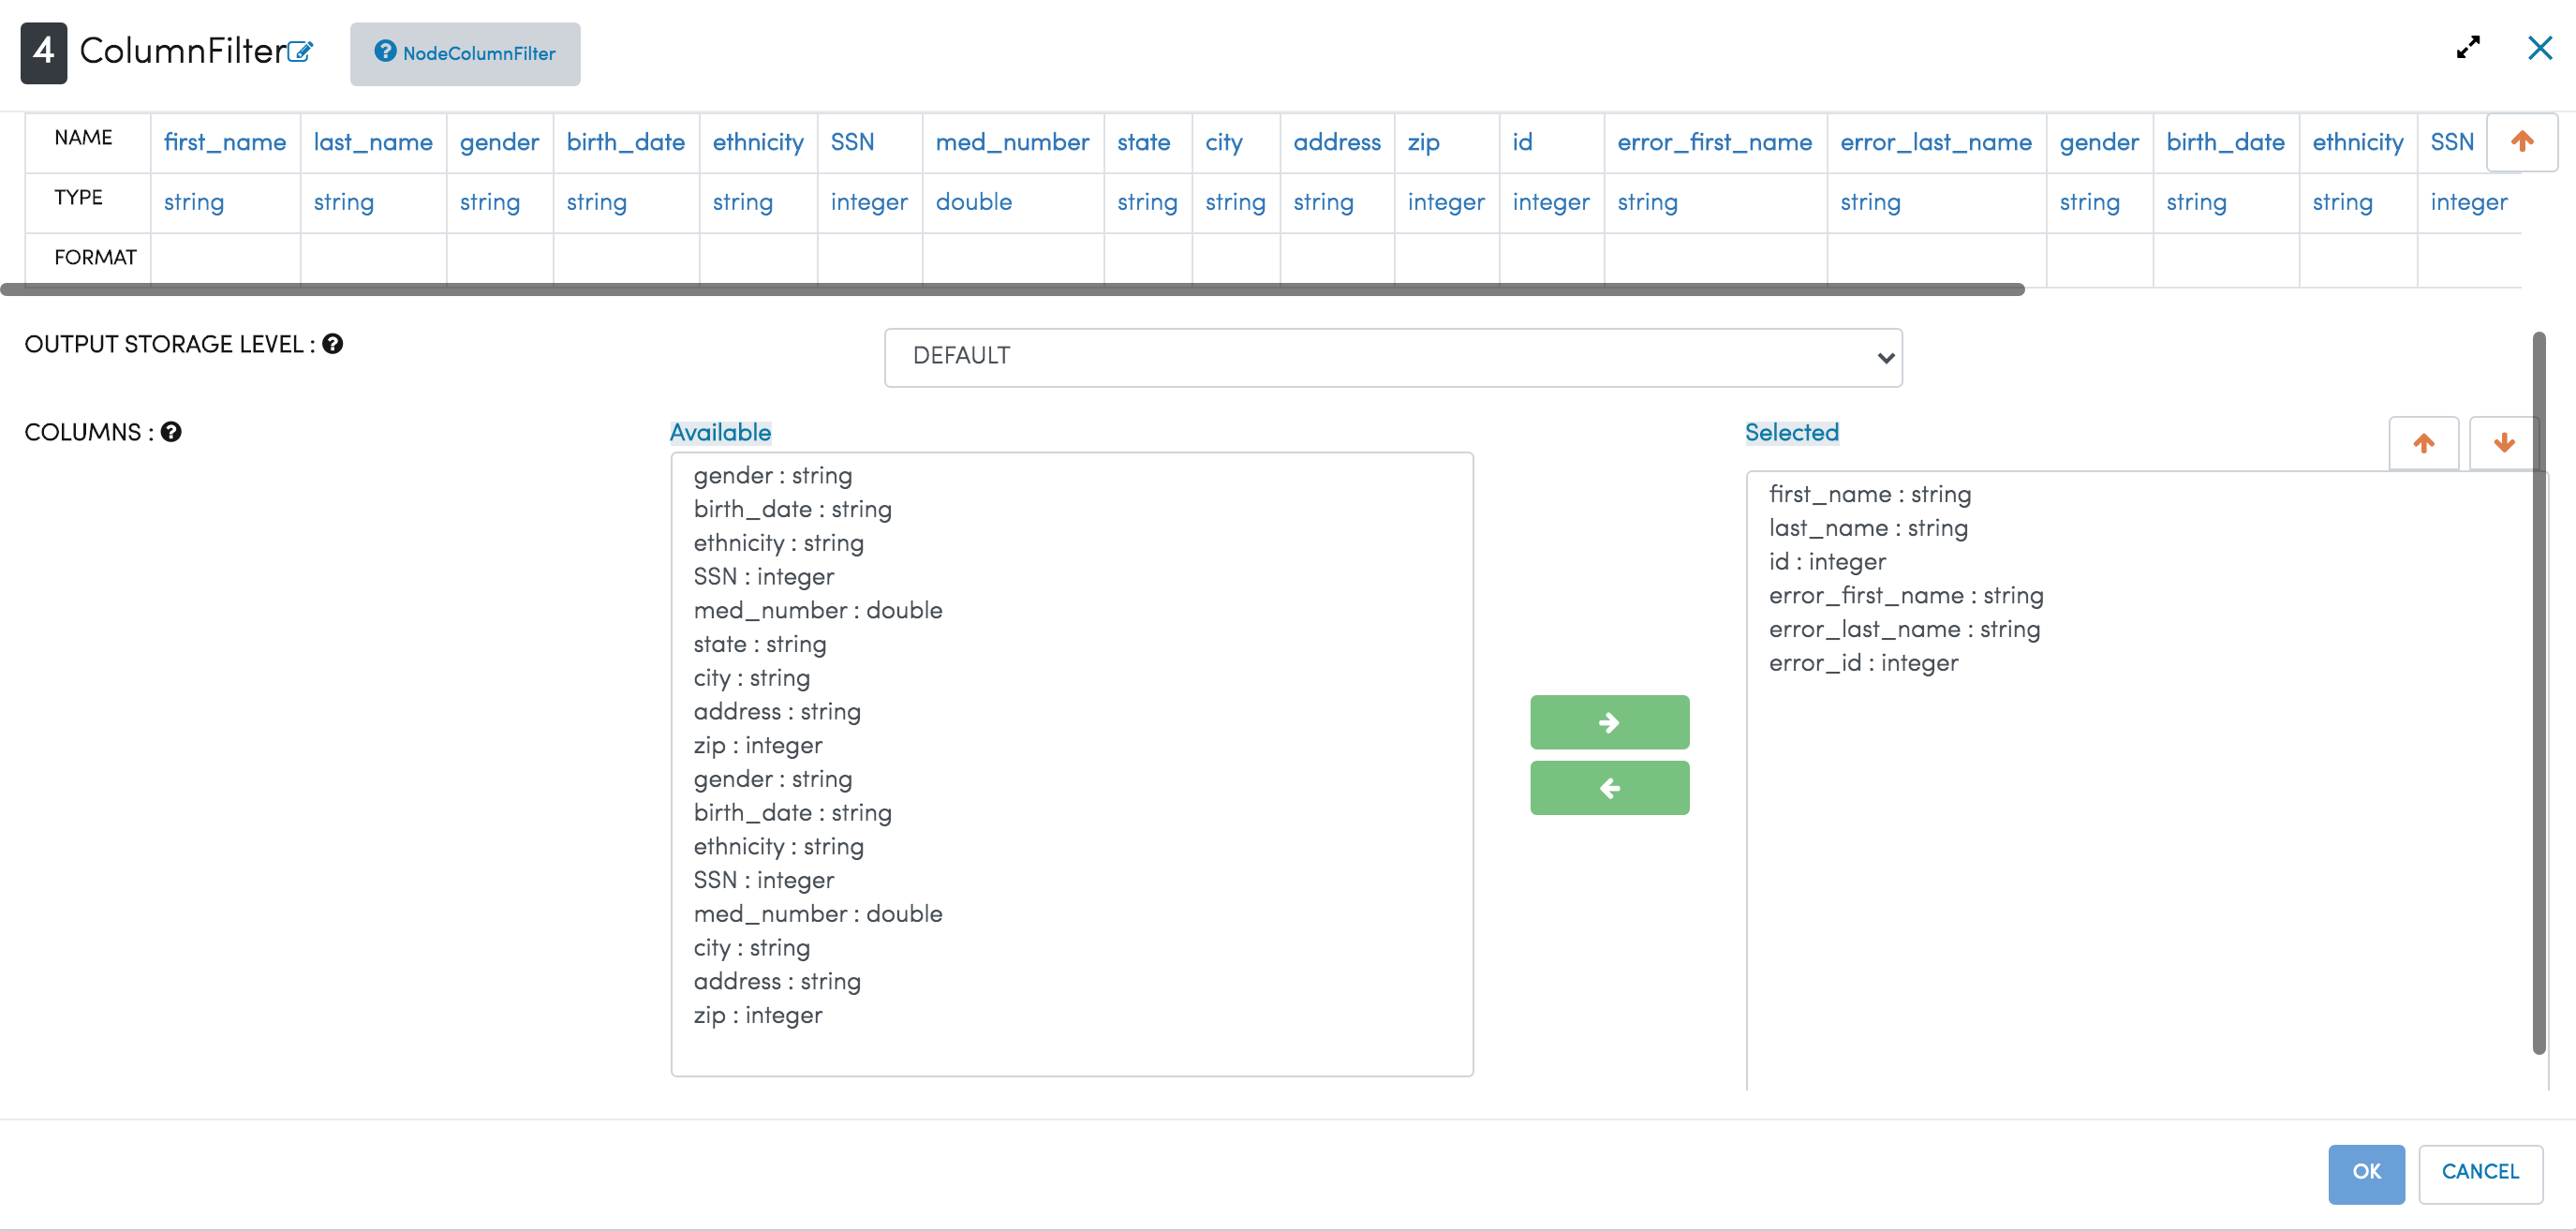 4 ColumnFilter NodeColumnFilter
NAME first_name last_name gender birth_date ethnicity SSN med_number state city address zip id error_first_name error_last_name gender birth_date ethnicity SSN
TYPE string string string string string integer double string string string integer integer string string string string string integer
FORMAT
OUTPUT STORAGE LEVEL : DEFAULT
COLUMNS :
Available
gender : string
birth_date : string
ethnicity : string
SSN : integer
med_number : double
state : string
city : string
address : string
zip : integer
gender : string
birth_date : string
ethnicity : string
SSN : integer
med_number : double
city : string
address : string
zip : integer
Selected
first_name : string
last_name : string
id : integer
error_first_name : string
error_last_name : string
error_id : integer
OK CANCEL